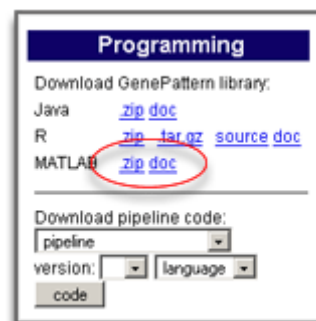 Programming
Download GenePattern library:
Java .zip doc
R .zip .tar.gz source doc
MATLAB .zip doc
Download pipeline code:
pipeline
version: language
code